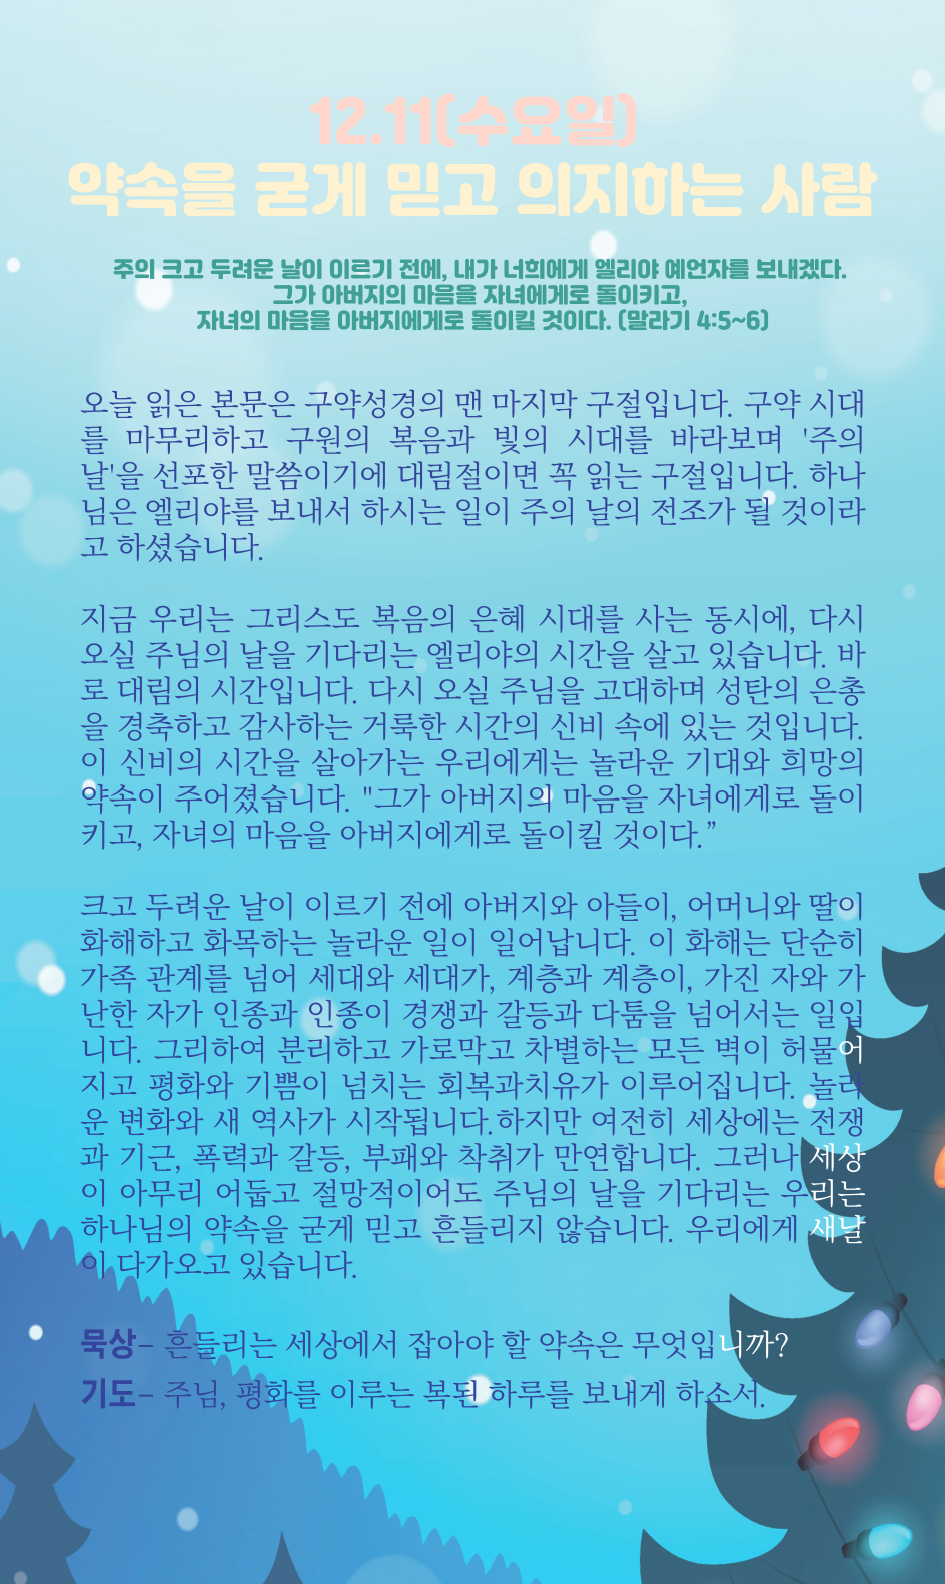 12.11(수요일)
약속을 굳게 믿고 의지하는 사람
주의 크고 두려운 날이 이르기 전에, 내가 너희에게 엘리야 예언자를 보내겠다.
그가 아버지의 마음을 자녀에게로 돌이키고,
자녀의 마음을 아버지에게로 돌이킬 것이다. (말라기 4:5~6)
오늘 읽은 본문은 구약성경의 맨 마지막 구절입니다. 구약 시대
를 마무리하고 구원의 복음과 빛의 시대를 바라보며 '주의
날'을 선포한 말씀이기에 대림절이면 꼭 읽는 구절입니다. 하나
님은 엘리야를 보내서 하시는 일이 주의 날의 전조가 될 것이라
고 하셨습니다.
지금 우리는 그리스도 복음의 은혜 시대를 사는 동시에, 다시
오실 주님의 날을 기다리는 엘리야의 시간을 살고 있습니다. 바
로 대림의 시간입니다. 다시 오실 주님을 고대하며 성탄의 은총
을 경축하고 감사하는 거룩한 시간의 신비 속에 있는 것입니다.
이 신비의 시간을 살아가는 우리에게는 놀라운 기대와 희망의
약속이 주어졌습니다. "그가 아버지의 마음을 자녀에게로 돌이
키고, 자녀의 마음을 아버지에게로 돌이킬 것이다.”
크고 두려운 날이 이르기 전에 아버지와 아들이, 어머니와 딸이
화해하고 화목하는 놀라운 일이 일어납니다. 이 화해는 단순히
가족 관계를 넘어 세대와 세대가, 계층과 계층이, 가진 자와 가
난한 자가 인종과 인종이 경쟁과 갈등과 다툼을 넘어서는 일입
니다. 그리하여 분리하고 가로막고 차별하는 모든 벽이 허물어
지고 평화와 기쁨이 넘치는 회복과치유가 이루어집니다. 놀라
운 변화와 새 역사가 시작됩니다.하지만 여전히 세상에는 전쟁
과 기근, 폭력과 갈등, 부패와 착취가 만연합니다. 그러나 세상
이 아무리 어둡고 절망적이어도 주님의 날을 기다리는 우리는
하나님의 약속을 굳게 믿고 흔들리지 않습니다. 우리에게 새날
이 다가오고 있습니다.
묵상– 흔들리는 세상에서 잡아야 할 약속은 무엇입니까?
기도– 주님, 평화를 이루는 복된 하루를 보내게 하소서.